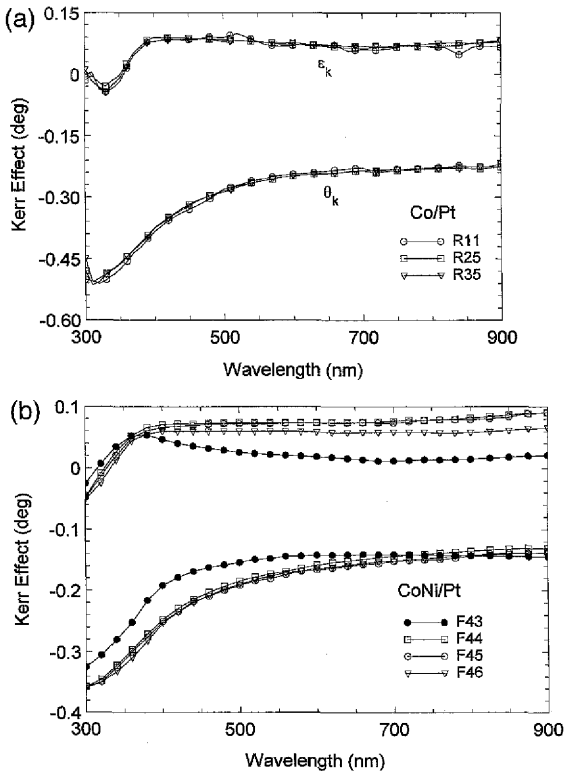 (a)
0.15
0
-0.15
-0.30
-0.45
-0.60
Kerr Effect (deg)
εk
θk
Co/Pt
R11
R25
R35
300 500 700 900
Wavelength (nm)
(b)
0.1
0
-0.1
-0.2
-0.3
-0.4
Kerr Effect (deg)
CoNi/Pt
F43
F44
F45
F46
300 500 700 900
Wavelength (nm)